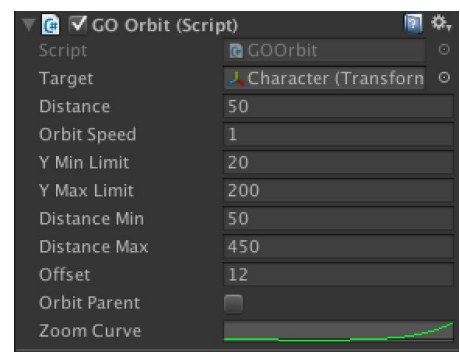 GO Orbit (Script)
Script GOOrbit
Target Character (Transform
Distance 50
Orbit Speed 1
Y Min Limit 20
Y Max Limit 200
Distance Min 50
Distance Max 450
Offset 12
Orbit Parent
Zoom Curve